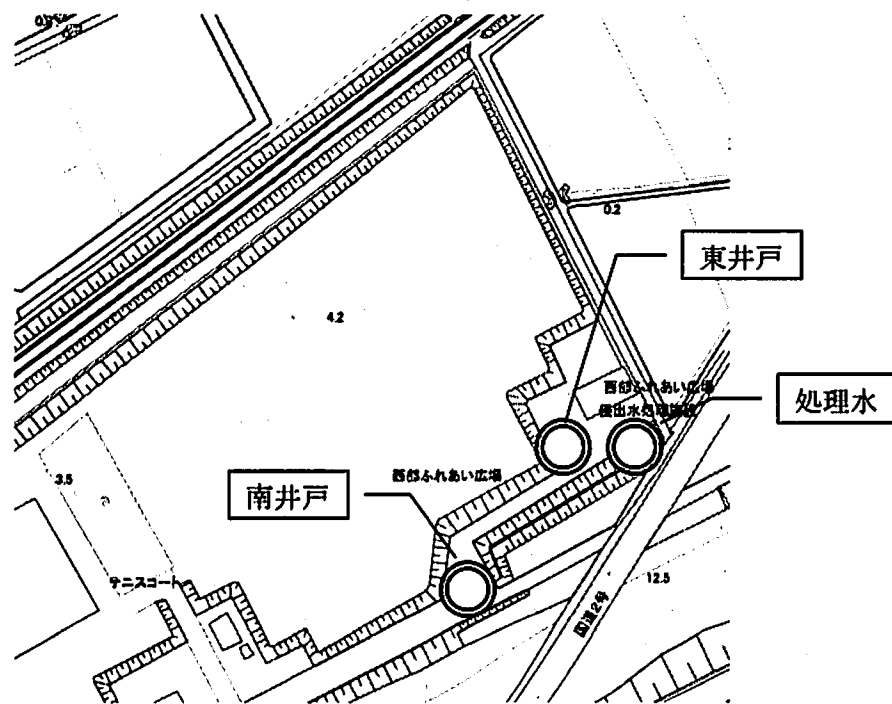 0.2
東井戸
4.2
西部ふれあい広場
浸出水処理施設
処理水
3.5
南井戸
西部ふれあい広場
テニスコート
12.5
国道2号